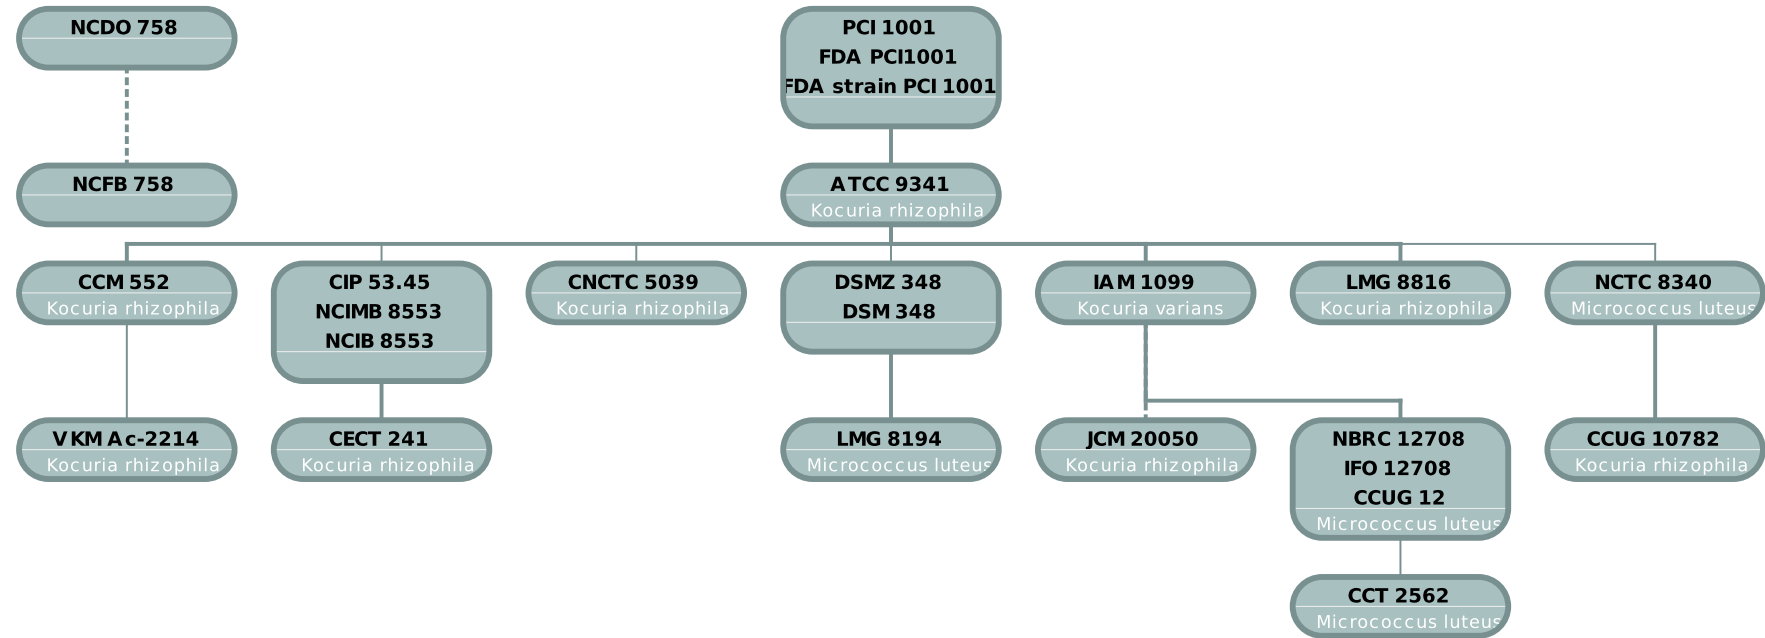 NCDO 758
PCI 1001
FDA PCI1001
FDA strain PCI 1001
NCFB 758
ATCC 9341
Kocuria rhizophila
CCM 552
Kocuria rhizophila
CIP 53.45
NCIMB 8553
NCIB 8553
CNCTC 5039
Kocuria rhizophila
DSMZ 348
DSM 348
IAM 1099
Kocuria varians
LMG 8816
Kocuria rhizophila
NCTC 8340
Micrococcus luteus
VKM Ac-2214
Kocuria rhizophila
CECT 241
Kocuria rhizophila
LMG 8194
Micrococcus luteus
JCM 20050
Kocuria rhizophila
NBRC 12708
IFO 12708
CCUG 12
Micrococcus luteus
CCUG 10782
Kocuria rhizophila
CCT 2562
Micrococcus luteus